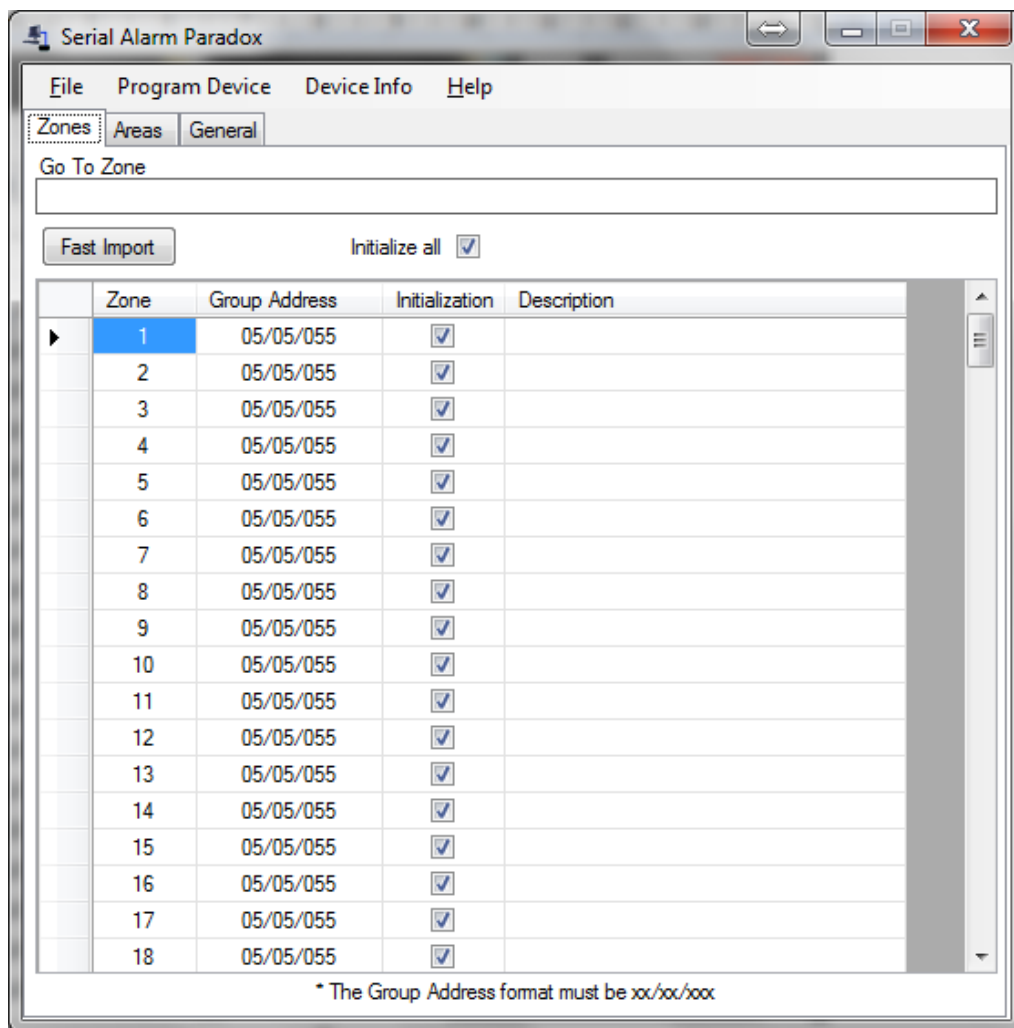 Serial Alarm Paradox
File Program Device Device Info Help
Zones Areas General
Go To Zone
Fast Import Initialize all
Zone Group Address Initialization Description
1 05/05/055
2 05/05/055
3 05/05/055
4 05/05/055
5 05/05/055
6 05/05/055
7 05/05/055
8 05/05/055
9 05/05/055
10 05/05/055
11 05/05/055
12 05/05/055
13 05/05/055
14 05/05/055
15 05/05/055
16 05/05/055
17 05/05/055
18 05/05/055
* The Group Address format must be xx/xx/xxx